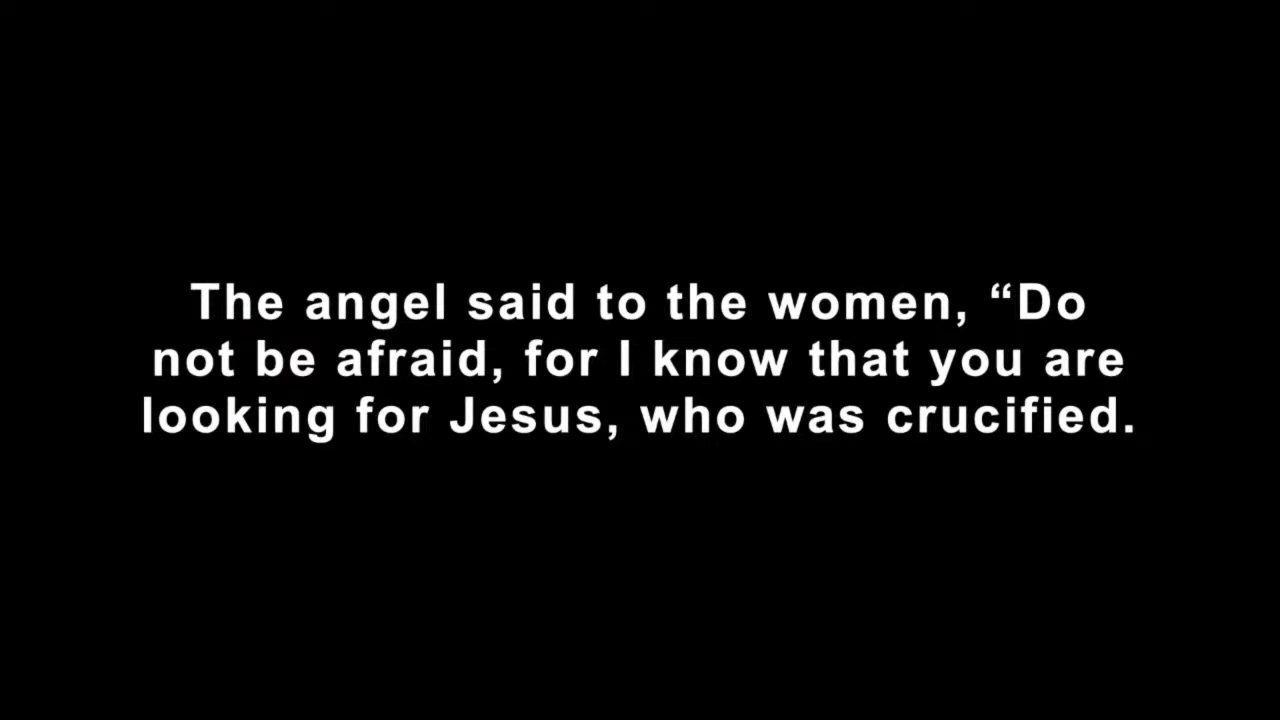 The angel said to the women, “Do
not be afraid, for I know that you are
looking for Jesus, who was crucified.